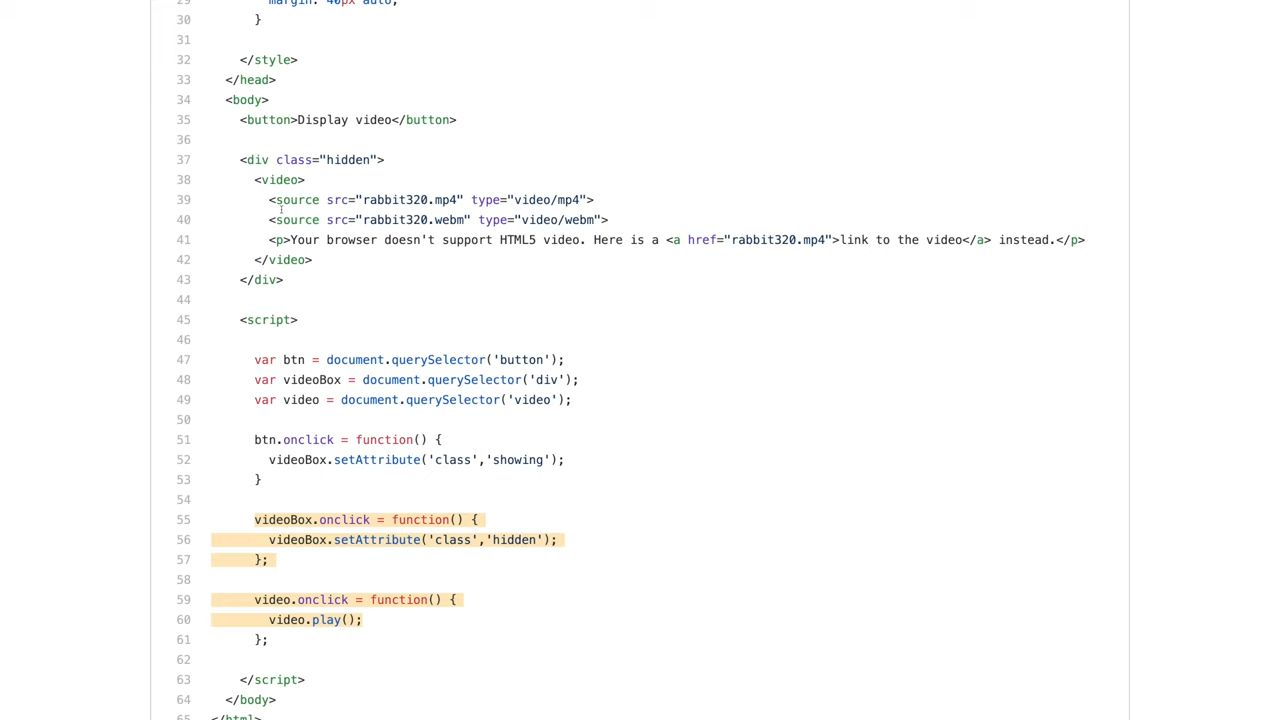 29 margin: 40px auto;
30 }
31
32 </style>
33 </head>
34 <body>
35 <button>Display video</button>
36
37 <div class="hidden">
38 <video>
39 <source src="rabbit320.mp4" type="video/mp4">
40 <source src="rabbit320.webm" type="video/webm">
41 <p>Your browser doesn't support HTML5 video. Here is a <a href="rabbit320.mp4">link to the video</a> instead.</p>
42 </video>
43 </div>
44
45 <script>
46
47 var btn = document.querySelector('button');
48 var videoBox = document.querySelector('div');
49 var video = document.querySelector('video');
50
51 btn.onclick = function() {
52 videoBox.setAttribute('class','showing');
53 }
54
55 videoBox.onclick = function() {
56 videoBox.setAttribute('class','hidden');
57 };
58
59 video.onclick = function() {
60 video.play();
61 };
62
63 </script>
64 </body>
65 </html>